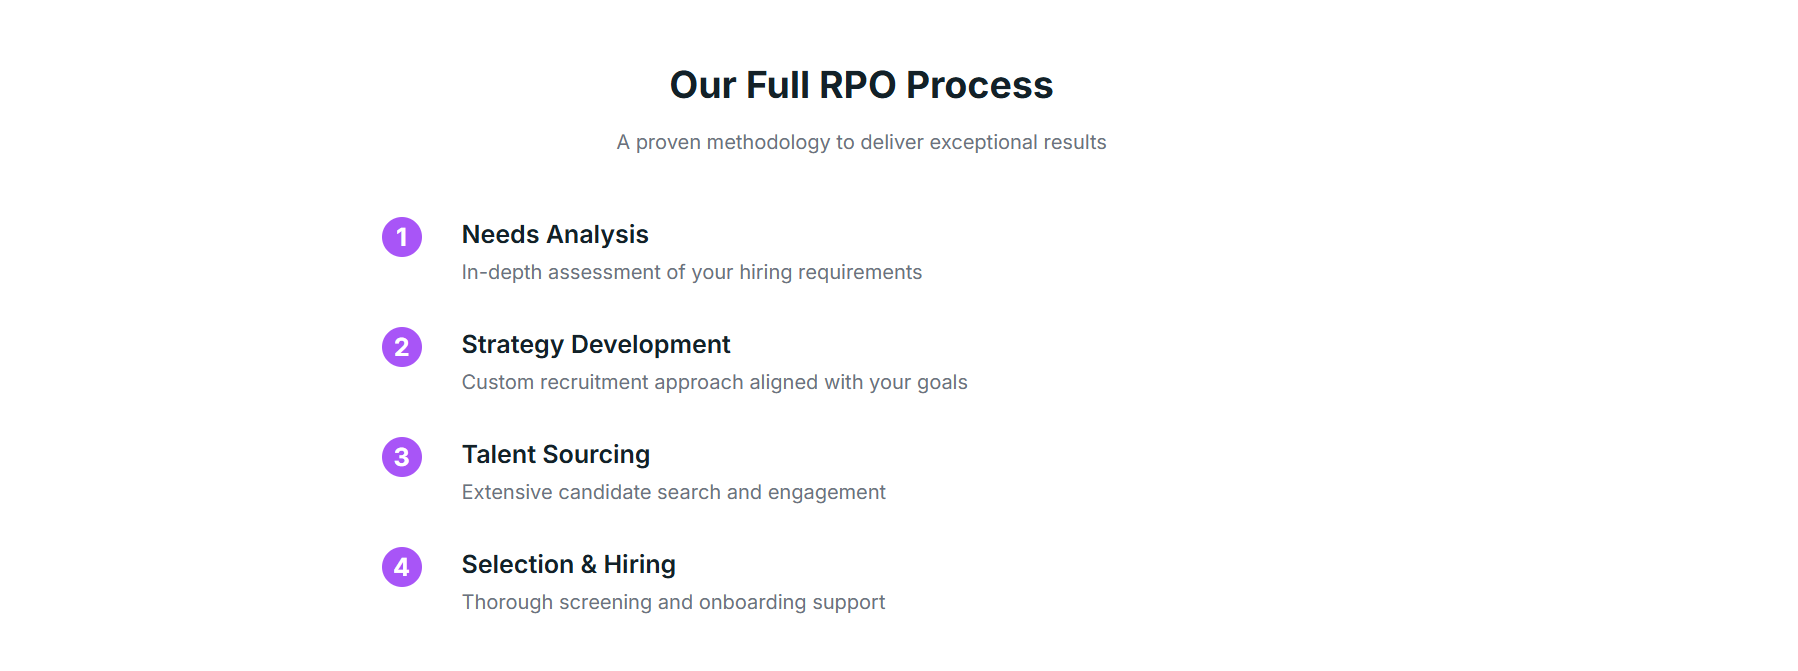 Our Full RPO Process
A proven methodology to deliver exceptional results
1 Needs Analysis
In-depth assessment of your hiring requirements
2 Strategy Development
Custom recruitment approach aligned with your goals
3 Talent Sourcing
Extensive candidate search and engagement
4 Selection & Hiring
Thorough screening and onboarding support